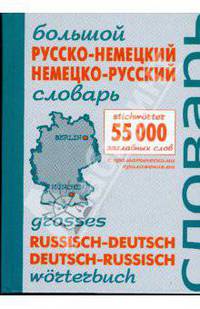 большой
РУССКО-НЕМЕЦКИЙ
НЕМЕЦКО-РУССКИЙ
словарь
stichwörter
55 000
заглавных слов
с грамматическими
приложениями
BERLIN
MÜNCHEN
grosses
RUSSISCH-DEUTSCH
DEUTSCH-RUSSISCH
wörterbuch
СЛОВАРЬ